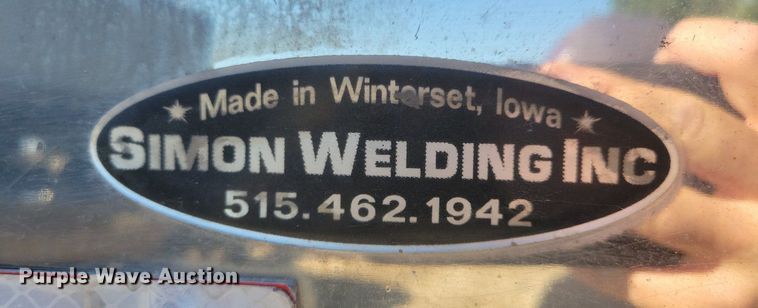 Made in Winterset, Iowa
SIMON WELDING INC
515.462.1942
Purple Wave Auction